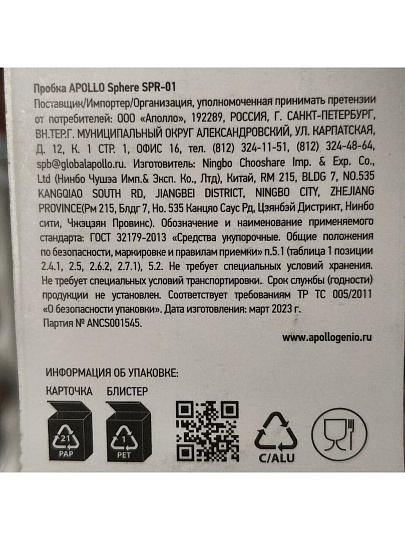 Пробка APOLLO Sphere SPR-01
Поставщик/Импортер/Организация, уполномоченная принимать претензии
от потребителей: ООО «Аполло», 192289, РОССИЯ, Г. САНКТ-ПЕТЕРБУРГ,
ВН.ТЕР.Г. МУНИЦИПАЛЬНЫЙ ОКРУГ АЛЕКСАНДРОВСКИЙ, УЛ. КАРПАТСКАЯ,
Д. 12, К. 1 СТР. 1, ОФИС 16, тел. (812) 324-11-51, (812) 324-48-64,
spb@globalapollo.ru. Изготовитель: Ningbo Chooshare Imp. & Exp. Co.,
Ltd (Нинбо Чушэа Имп.& Эксп. Ко., Лтд), Китай, RM 215, BLDG 7, NO.535
KANGQIAO SOUTH RD, JIANGBEI DISTRICT, NINGBO CITY, ZHEJIANG
PROVINCE(Рм 215, Блдг 7, Но. 535 Канцяо Саус Рд, Цзянбэй Дистрикт, Нинбо
сити, Чжэцзян Провинс). Обозначение и наименование применяемого
стандарта: ГОСТ 32179-2013 «Средства укупорочные. Общие положения
по безопасности, маркировке и правилам приемки» п.5.1 (таблица 1 позиции
2.4.1, 2.5, 2.6.2, 2.7.1), 5.2. Не требует специальных условий хранения.
Не требует специальных условий транспортировки. Срок службы (годности)
продукции не установлен. Соответствует требованиям ТР ТС 005/2011
«О безопасности упаковки». Дата изготовления: март 2023 г.
Партия № ANCS001545.
www.apollogenio.ru
ИНФОРМАЦИЯ ОБ УПАКОВКЕ:
КАРТОЧКА БЛИСТЕР
21 1
PAP PET C/ALU